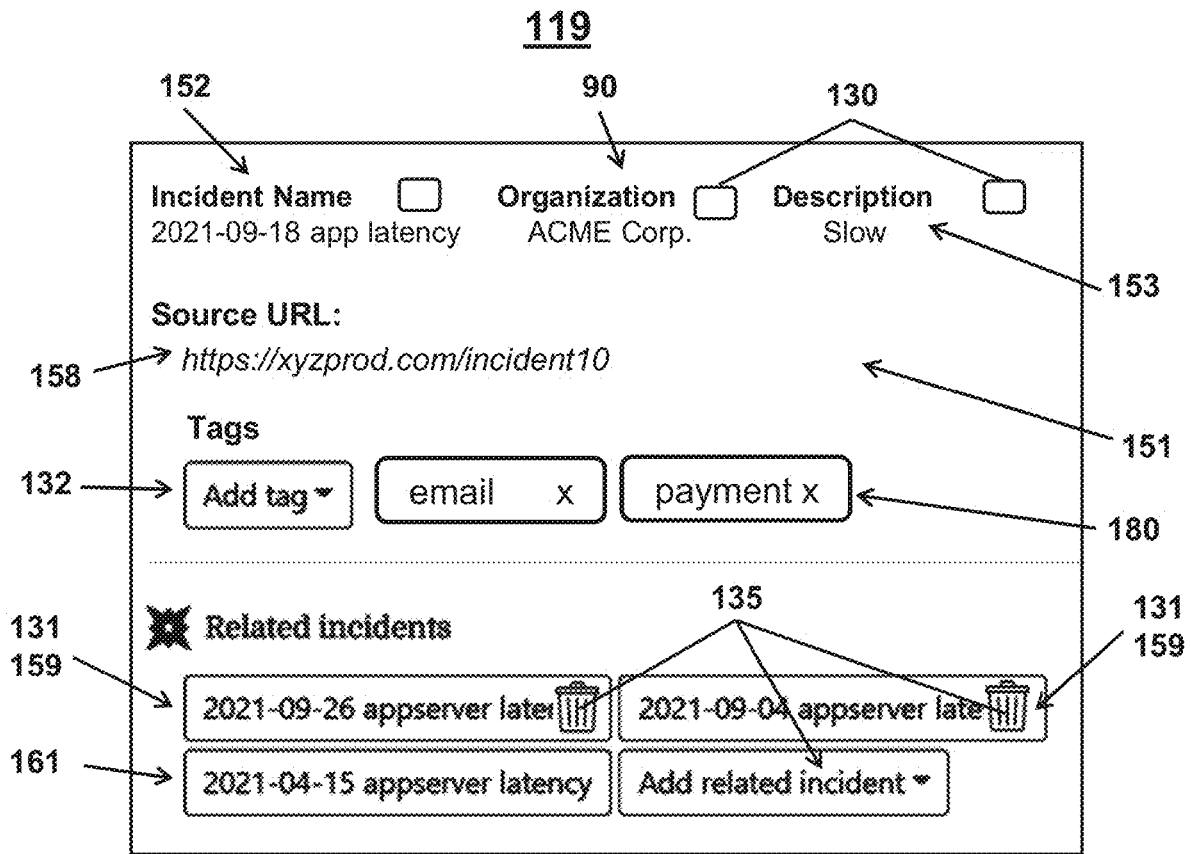 119
152 90 130
Incident Name Organization Description
2021-09-18 app latency ACME Corp. Slow
153
Source URL:
158 https://xyzprod.com/incident10
151
Tags
132 Add tag email x payment x
180
135
Related incidents
131 131
159 159
2021-09-26 appserver 2021-09-04 appserver
161 2021-04-15 appserver latency Add related incident